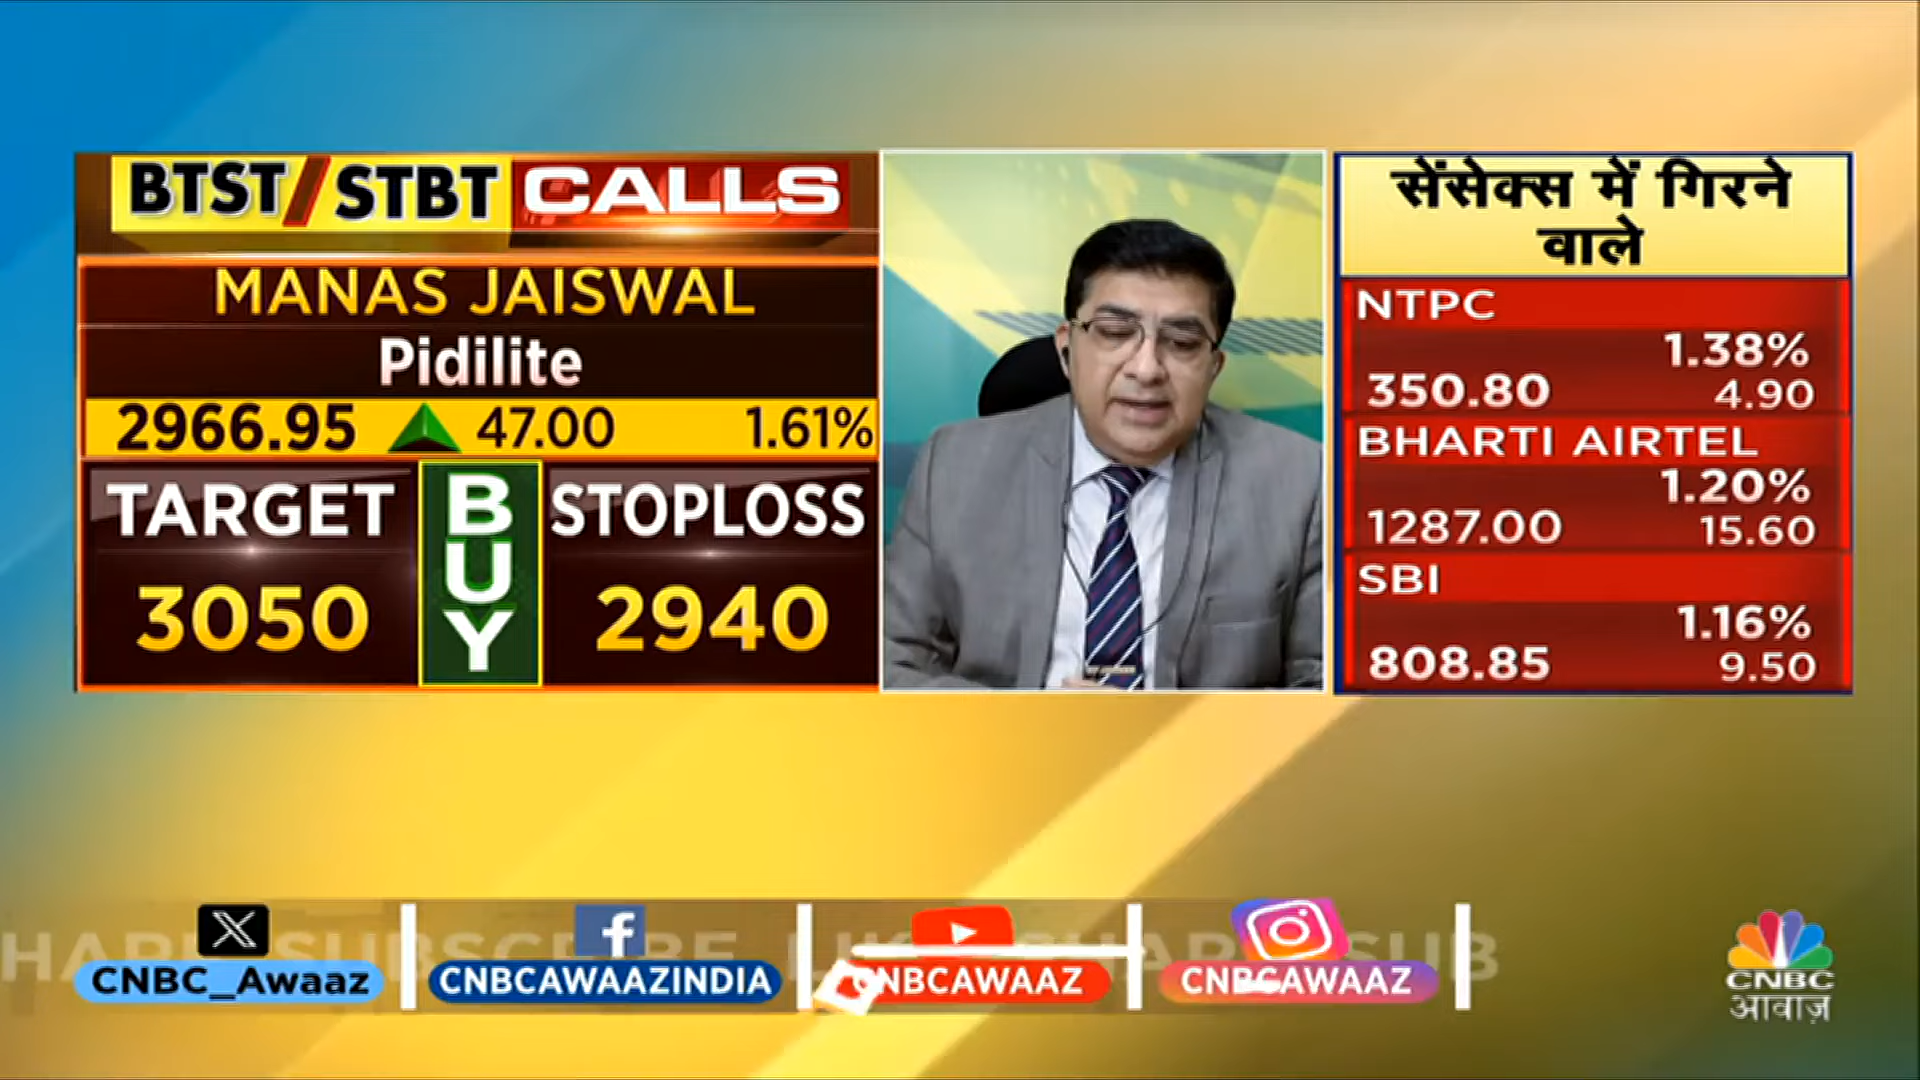 BTST/STBT CALLS
MANAS JAISWAL
Pidilite
2966.95 47.00 1.61%
TARGET
3050
BUY
STOPLOSS
2940
सेंसेक्स में गिरने
वाले
NTPC
1.38%
350.80 4.90
BHARTI AIRTEL
1.20%
1287.00 15.60
SBI
1.16%
808.85 9.50
CNBC_Awaaz
CNBCAWAAZINDIA
CNBCAWAAZ
CNBCAWAAZ
CNBC
आवाज़